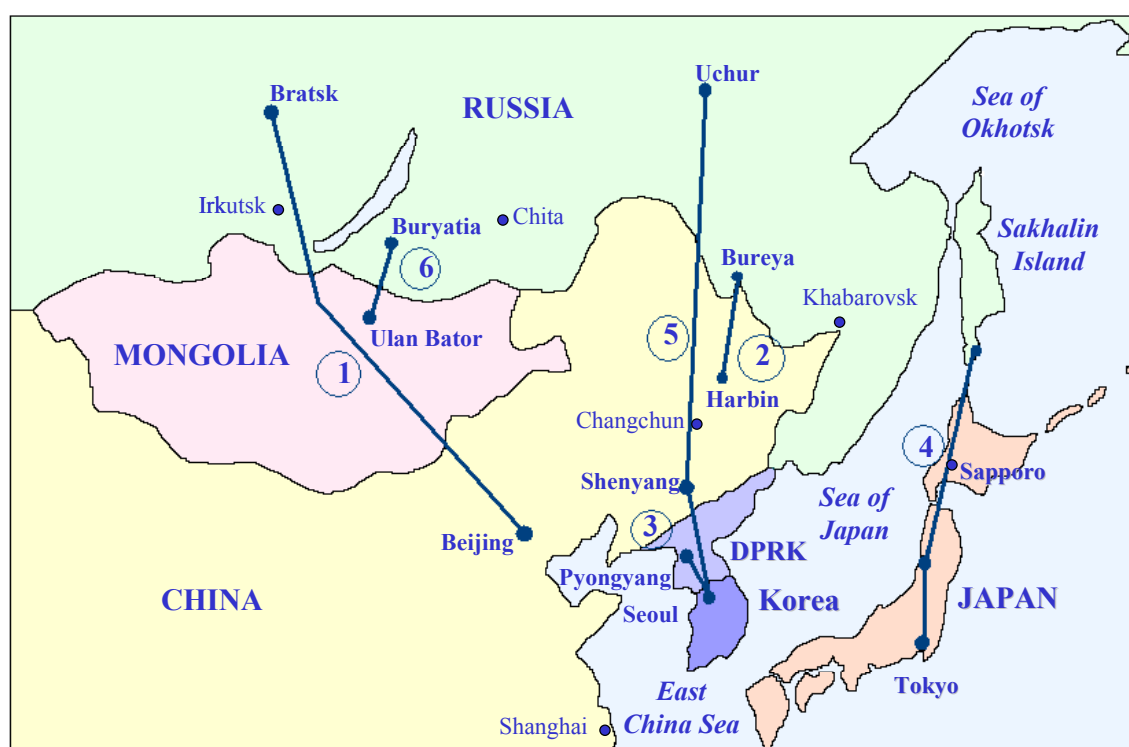 Uchur
Bratsk
Sea of
Okhotsk
RUSSIA
Irkutsk
Chita
Buryatia
Sakhalin
Island
6
Bureya
Khabarovsk
Ulan Bator
5
MONGOLIA
2
1
Harbin
Changchun
4
Sapporo
Shenyang
Sea of
Japan
3
Beijing
DPRK
Pyongyang
CHINA
Seoul
Korea
JAPAN
Tokyo
East
China Sea
Shanghai